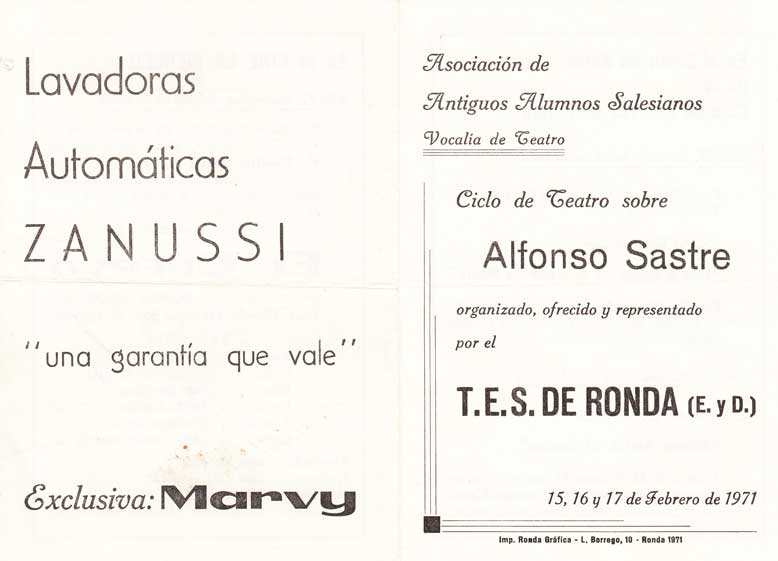 Lavadoras
Automáticas
ZANUSSI
"una garantía que vale"
Exclusiva: Marvy
Asociación de
Antiguos Alumnos Salesianos
Vocalía de Teatro
Ciclo de Teatro sobre
Alfonso Sastre
organizado, ofrecido y representado
por el
T.E.S. DE RONDA (E. y D.)
15, 16 y 17 de Febrero de 1971
Imp. Ronda Gráfica - L. Borrego, 10 - Ronda 1971